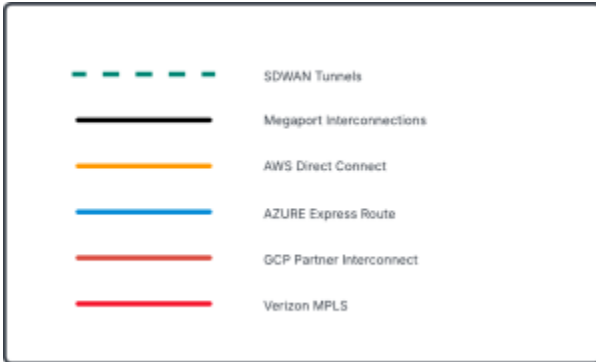 SDWAN Tunnels
Megaport Interconnections
AWS Direct Connect
AZURE Express Route
GCP Partner Interconnect
Verizon MPLS